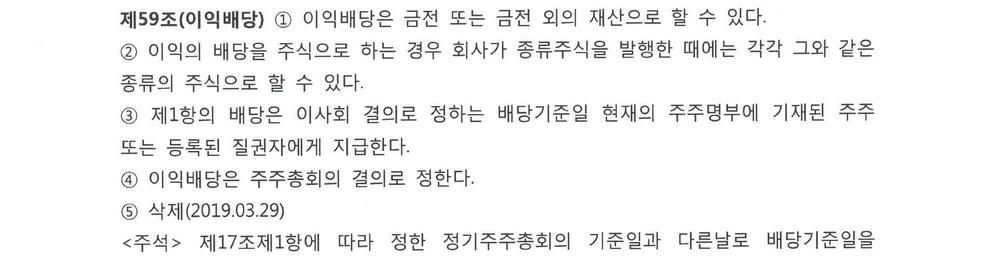 제59조(이익배당) ① 이익배당은 금전 또는 금전 외의 재산으로 할 수 있다.
② 이익의 배당을 주식으로 하는 경우 회사가 종류주식을 발행한 때에는 각각 그와 같은
종류의 주식으로 할 수 있다.
③ 제1항의 배당은 이사회 결의로 정하는 배당기준일 현재의 주주명부에 기재된 주주
또는 등록된 질권자에게 지급한다.
④ 이익배당은 주주총회의 결의로 정한다.
⑤ 삭제(2019.03.29)
<주석> 제17조제1항에 따라 정한 정기주주총회의 기준일과 다른날로 배당기준일을